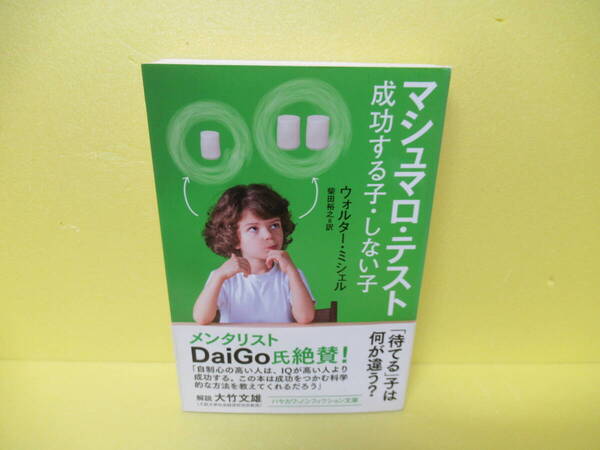 マシュマロ・テスト
成功する子・しない子
ウォルター・ミシェル
柴田裕之=訳
「待てる」子は
何が違う?
メンタリスト
DaiGo氏絶賛!
「自制心の高い人は、IQが高い人より
成功する。この本は成功をつかむ科学
的な方法を教えてくれるだろう」
解説 大竹文雄
ハヤカワ・ノンフィクション文庫